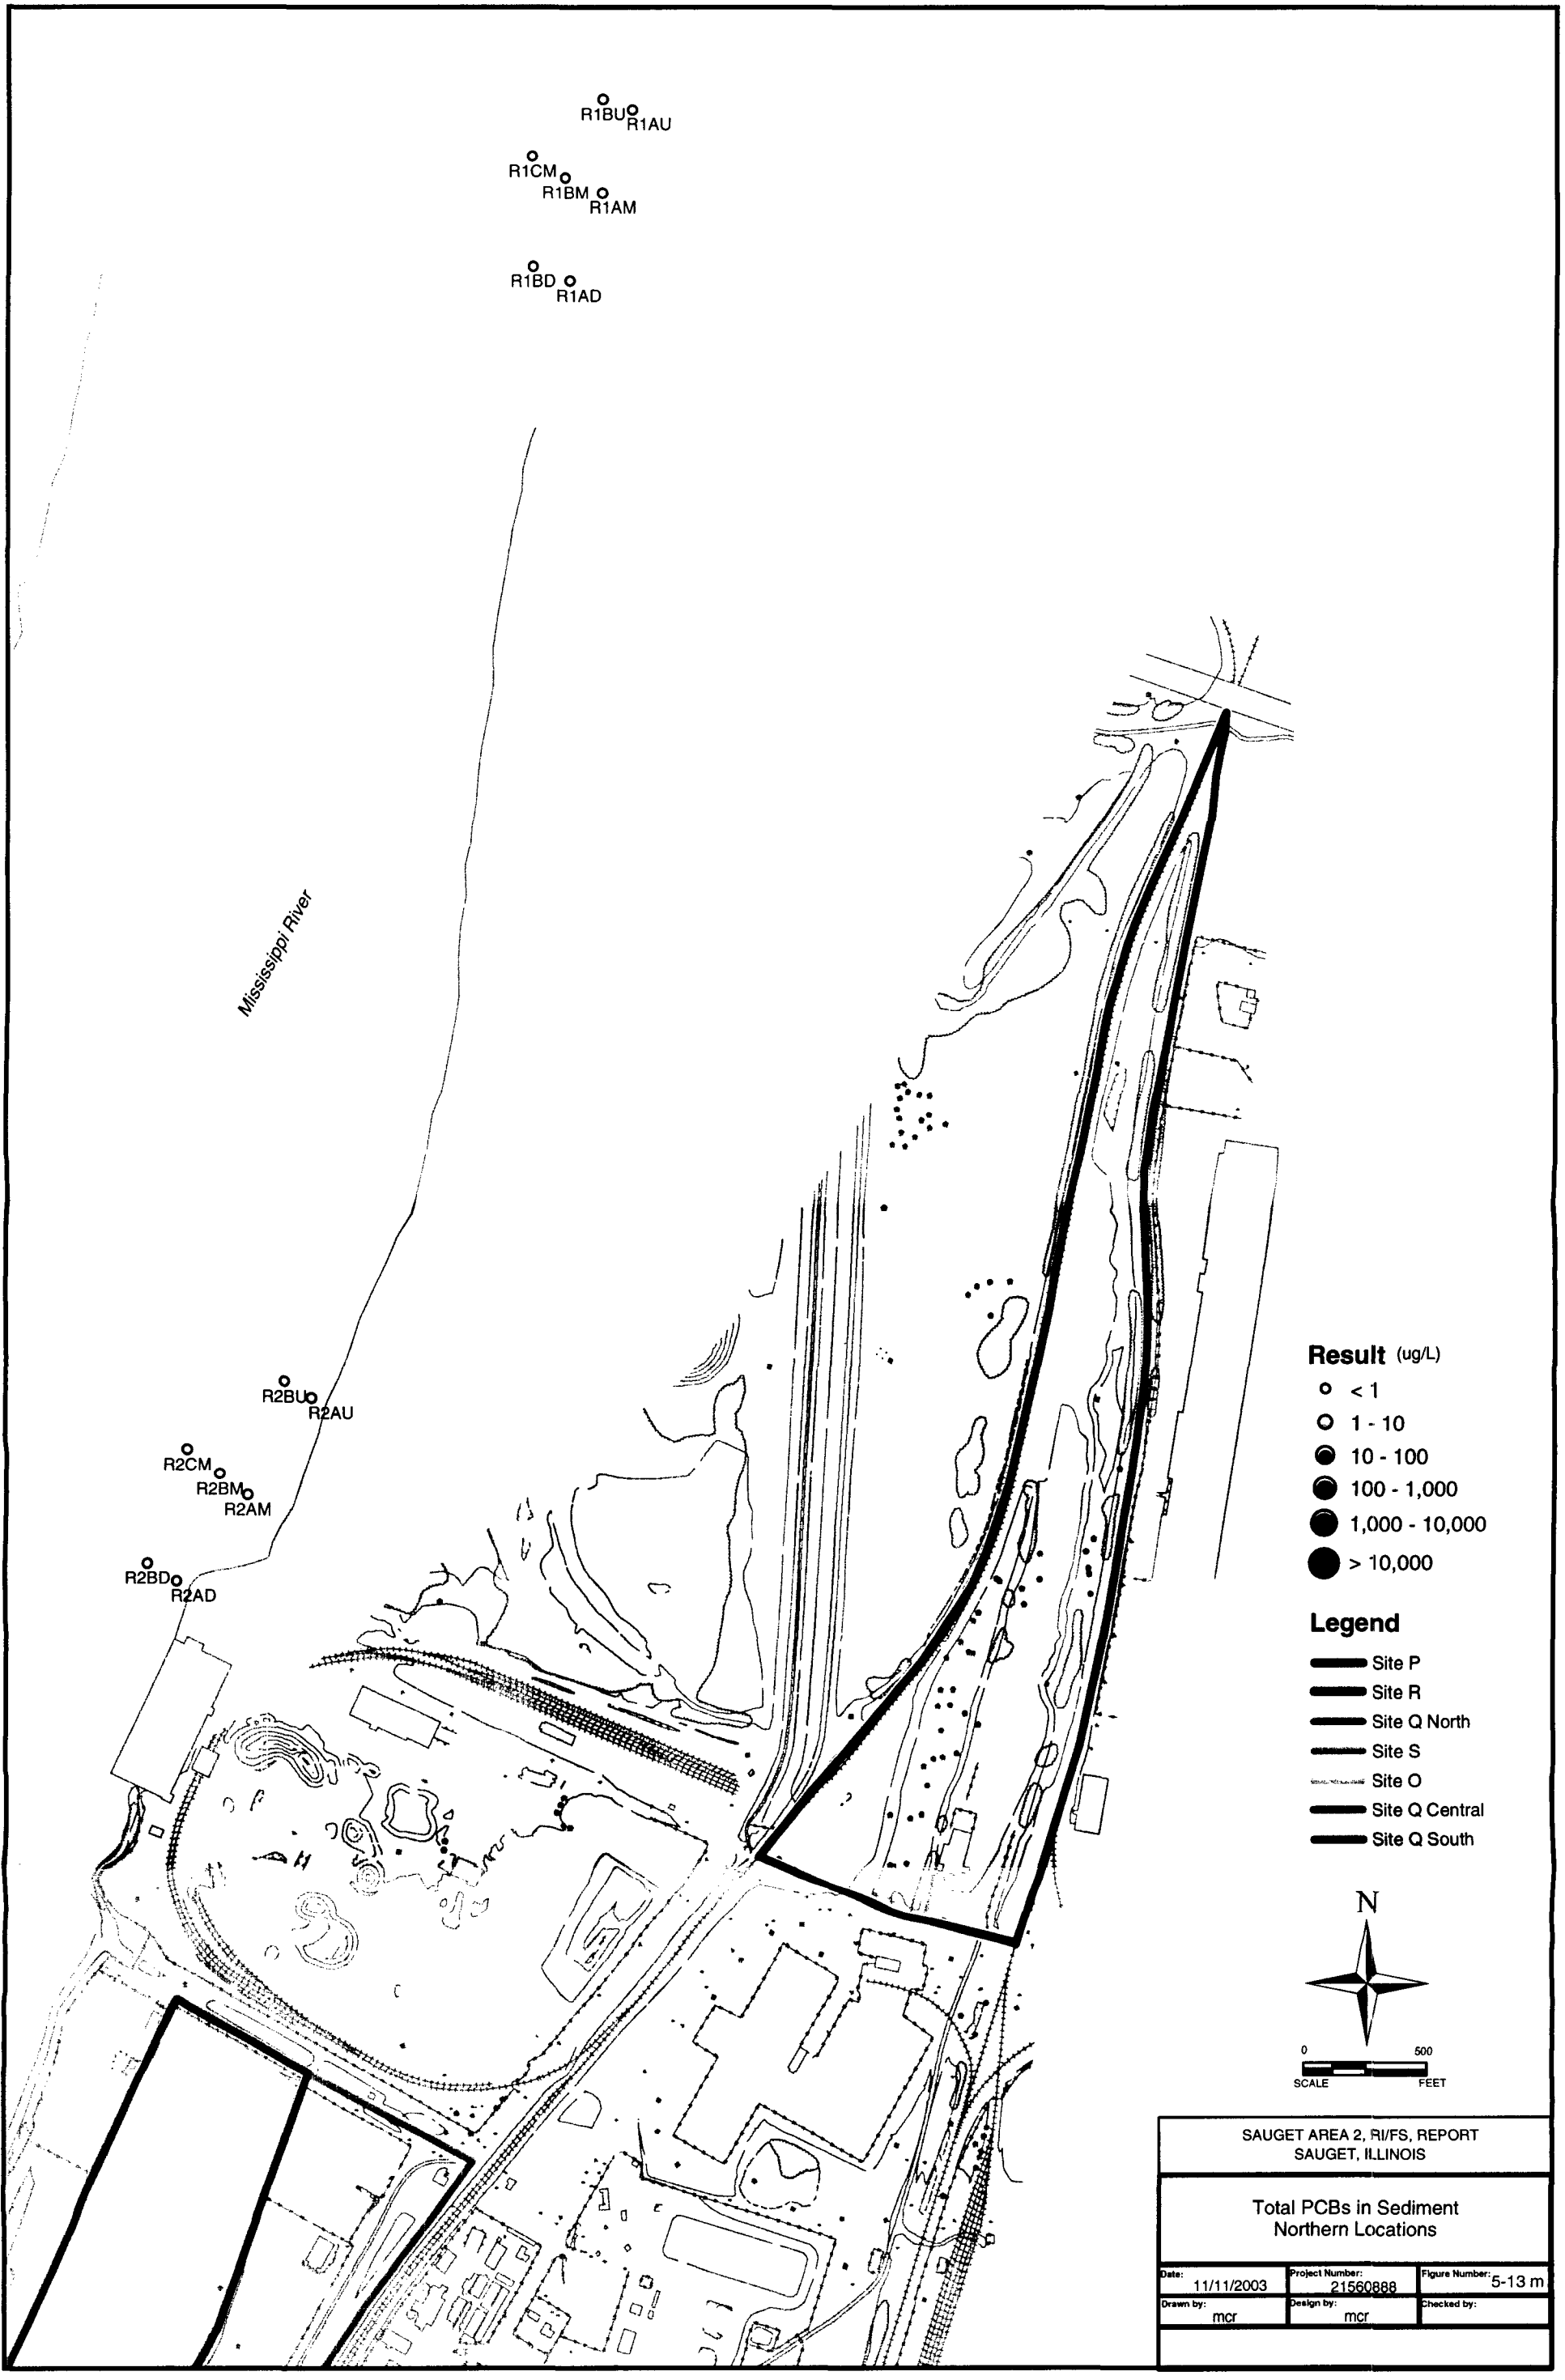 R1BU
R1AU
R1CM
R1BM
R1AM
R1BD
R1AD
Mississippi River
R2BU
R2AU
R2CM
R2BM
R2AM
R2BD
R2AD
Result (ug/L)
< 1
1 - 10
10 - 100
100 - 1,000
1,000 - 10,000
> 10,000
Legend
Site P
Site R
Site Q North
Site S
Site O
Site Q Central
Site Q South
N
0 500
SCALE FEET
SAUGET AREA 2, RI/FS, REPORT
SAUGET, ILLINOIS
Total PCBs in Sediment
Northern Locations
Date: 11/11/2003
Project Number: 21560888
Figure Number: 5-13 m
Drawn by: mcr
Design by: mcr
Checked by: